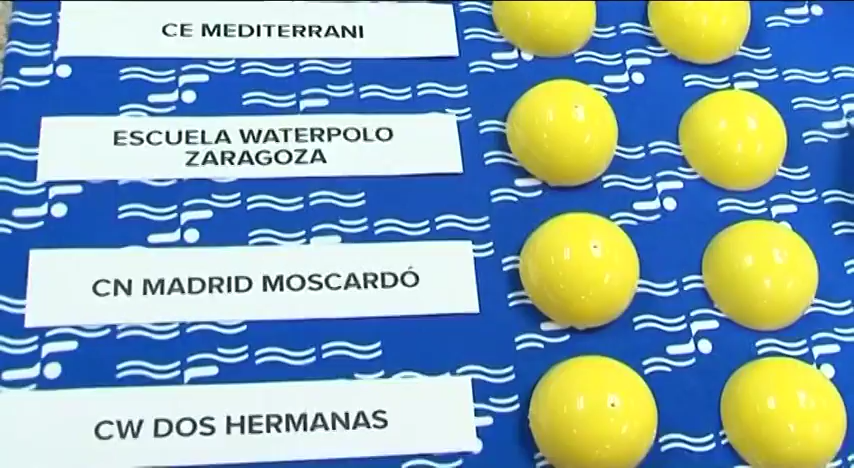 CE MEDITERRANI
ESCUELA WATERPOLO
ZARAGOZA
CN MADRID MOSCARDÓ
CW DOS HERMANAS